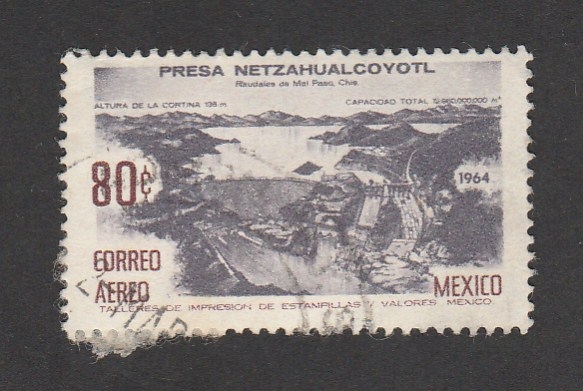 PRESA NETZAHUALCOYOTL
Raudales de Mal Paso, Chis.
ALTURA DE LA CORTINA 138 m
CAPACIDAD TOTAL 12 960,000,000 m³
80 ¢
1964
CORREO
AEREO
MEXICO
TALLERES DE IMPRESION DE ESTAMPILLAS Y VALORES MEXICO.